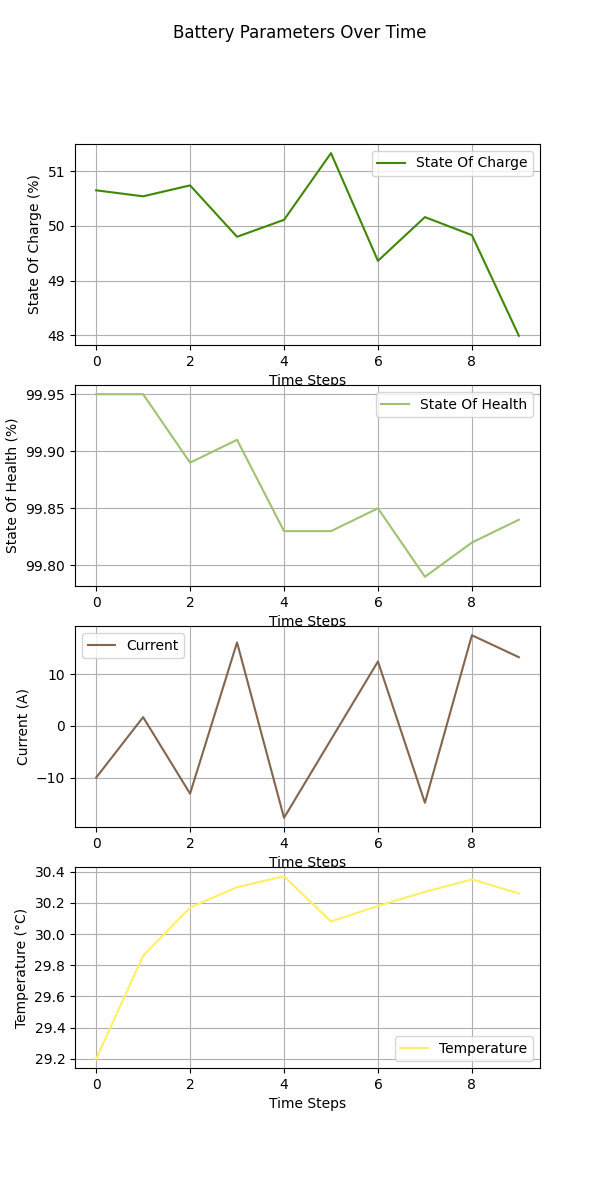 Battery Parameters Over Time
51
50
49
48
State Of Charge (%)
State Of Charge
0 2 4 6 8
Time Steps
99.95
99.90
99.85
99.80
State Of Health (%)
State Of Health
0 2 4 6 8
Time Steps
10
0
−10
Current (A)
Current
0 2 4 6 8
Time Steps
30.4
30.2
30.0
29.8
29.6
29.4
29.2
Temperature (°C)
Temperature
0 2 4 6 8
Time Steps